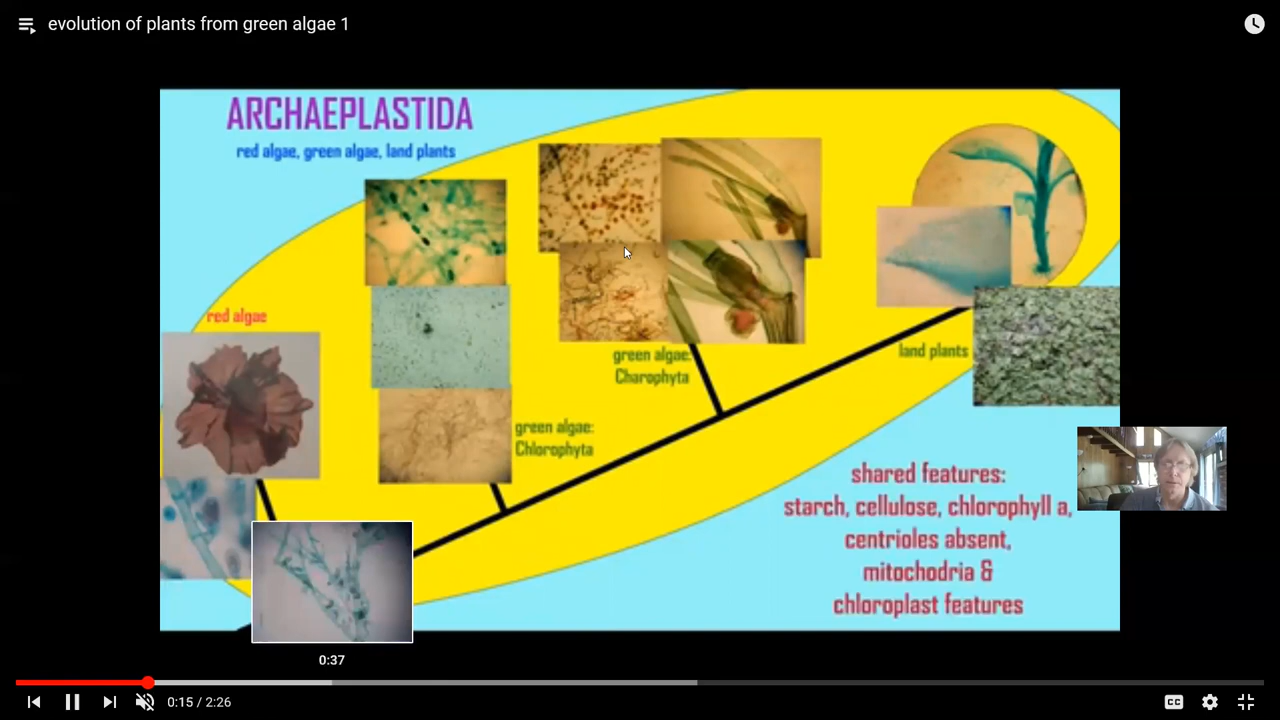 evolution of plants from green algae 1
ARCHAEPLASTIDA
red algae, green algae, land plants
red algae
green algae:
Charophyta
land plants
green algae:
Chlorophyta
shared features:
starch, cellulose, chlorophyll a,
centrioles absent,
mitochodria &
chloroplast features
0:37
0:15 / 2:26
CC